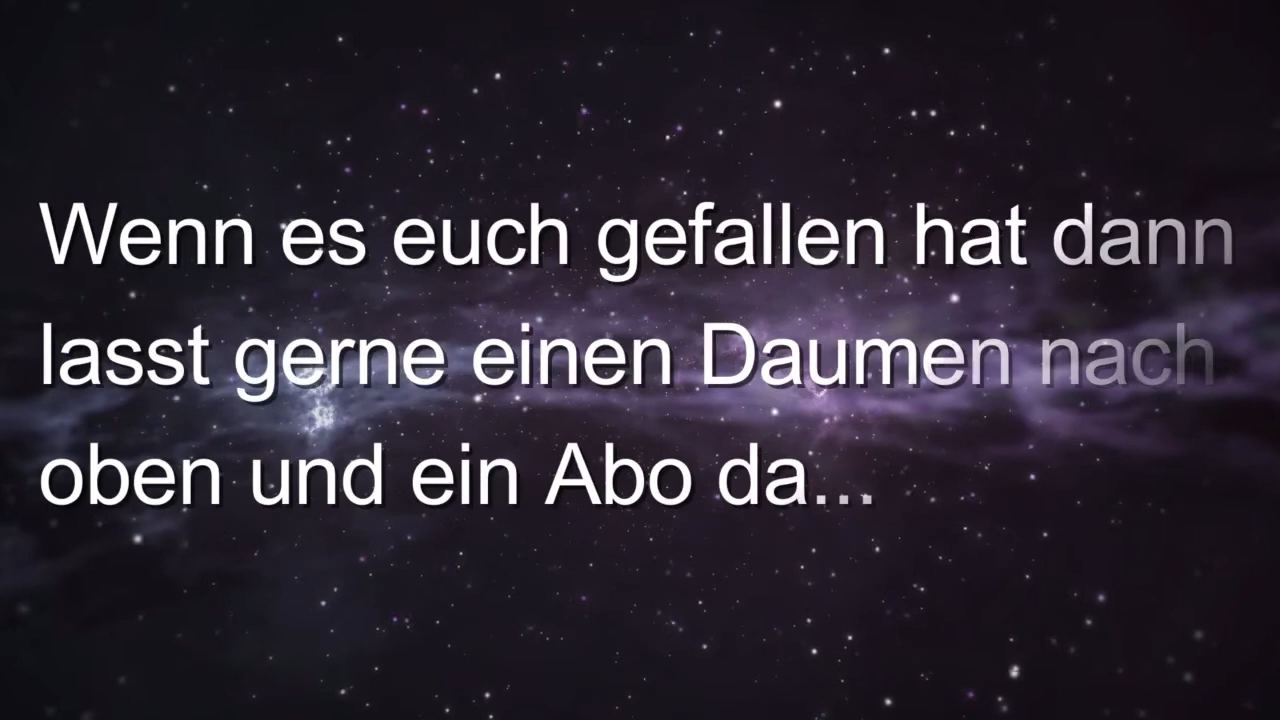 Wenn es euch gefallen hat dann
lasst gerne einen Daumen nach
oben und ein Abo da...